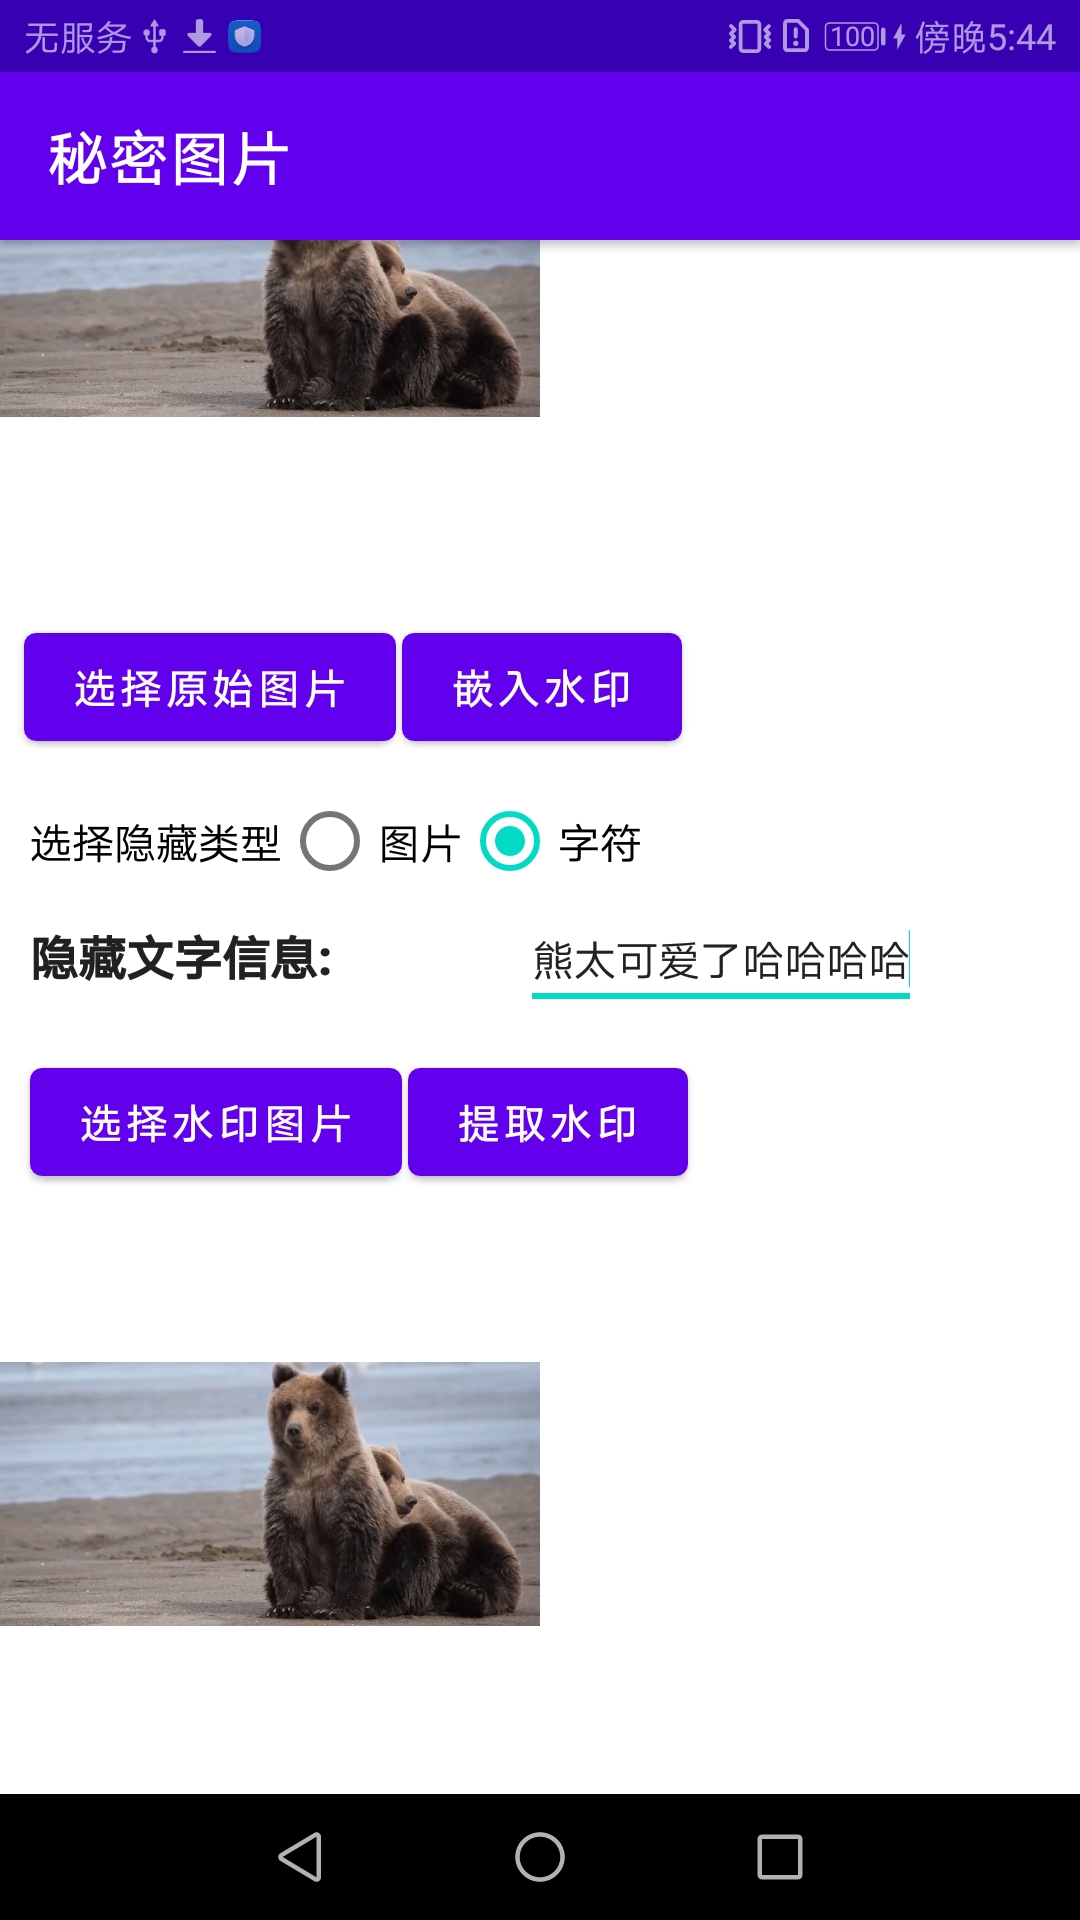 无服务 100 傍晚5:44
秘密图片
选择原始图片 嵌入水印
选择隐藏类型 图片 字符
隐藏文字信息: 熊太可爱了哈哈哈哈
选择水印图片 提取水印